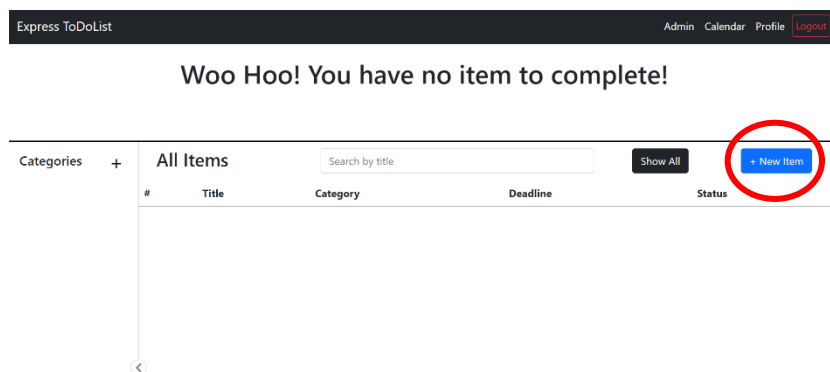 Express ToDoList Admin Calendar Profile Logout
Woo Hoo! You have no item to complete!
Categories + All Items Search by title Show All + New Item
# Title Category Deadline Status